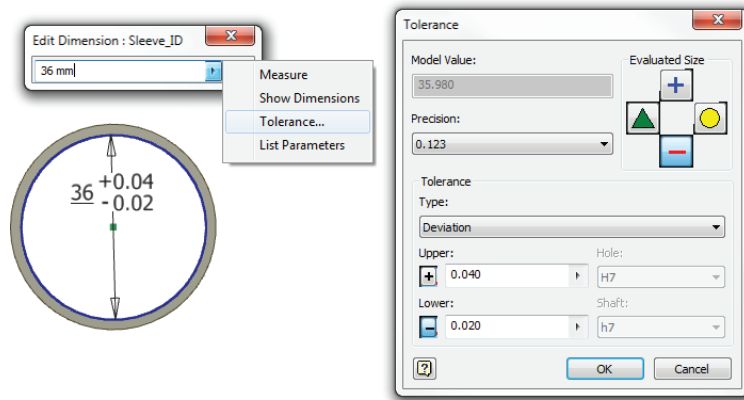 Edit Dimension : Sleeve_ID
36 mm
Measure
Show Dimensions
Tolerance...
List Parameters
36 +0.04
- 0.02
Tolerance
Model Value:
35.980
Evaluated Size
Precision:
0.123
Tolerance
Type:
Deviation
Upper:
0.040
Hole:
H7
Lower:
0.020
Shaft:
h7
OK
Cancel